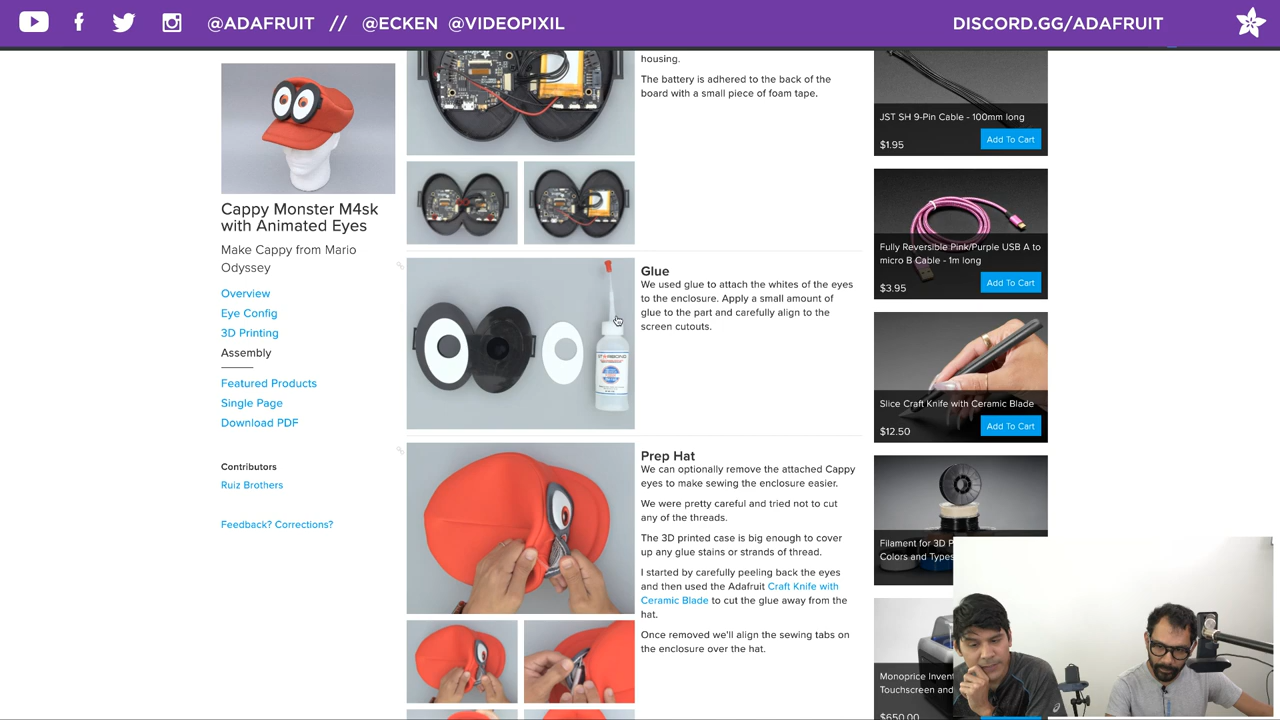 @ADAFRUIT // @ECKEN @VIDEOPIXIL
DISCORD.GG/ADAFRUIT
Cappy Monster M4sk
with Animated Eyes
Make Cappy from Mario
Odyssey
Overview
Eye Config
3D Printing
Assembly
Featured Products
Single Page
Download PDF
Contributors
Ruiz Brothers
Feedback? Corrections?
housing.
The battery is adhered to the back of the
board with a small piece of foam tape.
Glue
We used glue to attach the whites of the eyes
to the enclosure. Apply a small amount of
glue to the part and carefully align to the
screen cutouts.
Prep Hat
We can optionally remove the attached Cappy
eyes to make sewing the enclosure easier.
We were pretty careful and tried not to cut
any of the threads.
The 3D printed case is big enough to cover
up any glue stains or strands of thread.
I started by carefully peeling back the eyes
and then used the Adafruit Craft Knife with
Ceramic Blade to cut the glue away from the
hat.
Once removed we'll align the sewing tabs on
the enclosure over the hat.
JST SH 9-Pin Cable - 100mm long
$1.95
Add To Cart
Fully Reversible Pink/Purple USB A to
micro B Cable - 1m long
$3.95
Add To Cart
Slice Craft Knife with Ceramic Blade
$12.50
Add To Cart
Filament for 3D P
Colors and Types
Monoprice Inven
Touchscreen and
$650.00